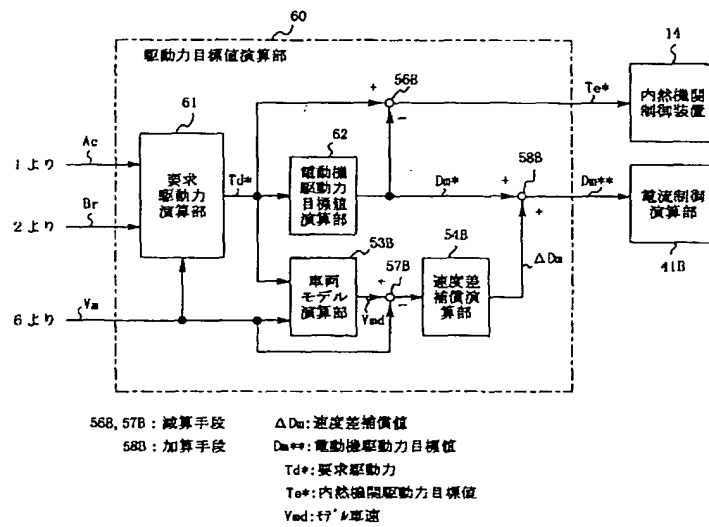 60
駆動力目標値演算部
61
要求
駆動力
演算部
62
電動機
駆動力
目標値
演算部
53B
車両
モデル
演算部
54B
速度差
補償演
算部
14
内然機関
制御装置
電流制御
演算部
41B
1より
Ac
2より
Br
6より
Vm
Td*
56B
+
-
Te*
Dm*
+
58B
+
Dm**
ΔDm
57B
+
-
Vmd
56B, 57B : 減算手段
58B : 加算手段
ΔDm: 速度差補償値
Dm**: 電動機駆動力目標値
Td*: 要求駆動力
Te*: 内然機関駆動力目標値
Vmd: モデル車速